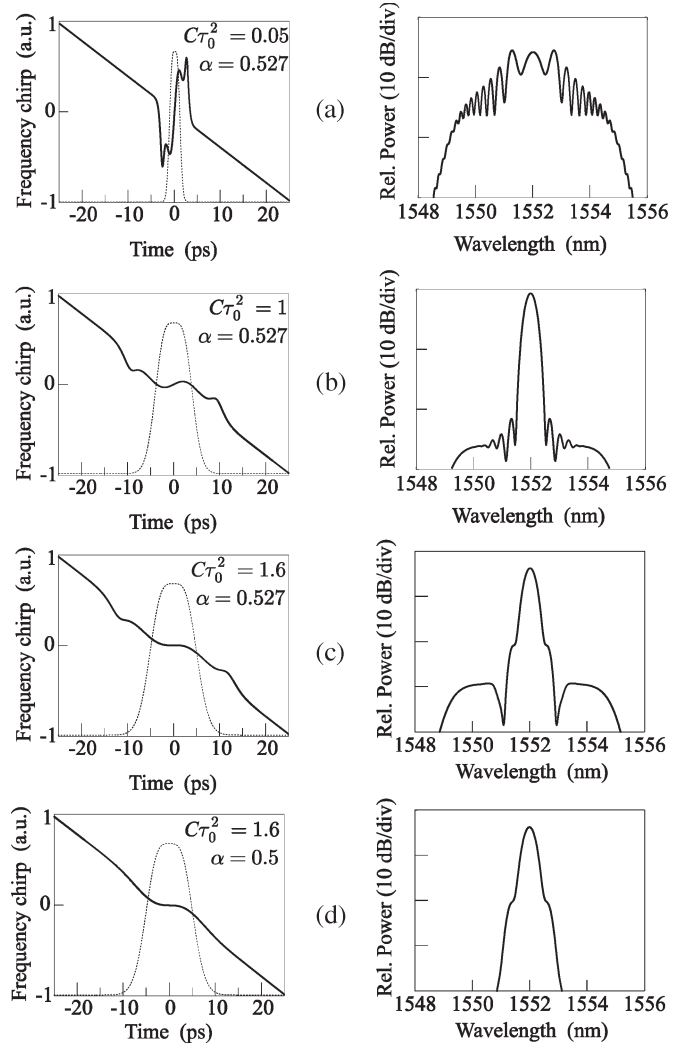 Frequency chirp (a.u.)
1
0
-1
Cτ₀² = 0.05
α = 0.527
-20 -10 0 10 20
Time (ps)
(a)
Rel. Power (10 dB/div)
1548 1550 1552 1554 1556
Wavelength (nm)
Frequency chirp (a.u.)
1
0
-1
Cτ₀² = 1
α = 0.527
-20 -10 0 10 20
Time (ps)
(b)
Rel. Power (10 dB/div)
1548 1550 1552 1554 1556
Wavelength (nm)
Frequency chirp (a.u.)
1
0
-1
Cτ₀² = 1.6
α = 0.527
-20 -10 0 10 20
Time (ps)
(c)
Rel. Power (10 dB/div)
1548 1550 1552 1554 1556
Wavelength (nm)
Frequency chirp (a.u.)
1
0
-1
Cτ₀² = 1.6
α = 0.5
-20 -10 0 10 20
Time (ps)
(d)
Rel. Power (10 dB/div)
1548 1550 1552 1554 1556
Wavelength (nm)